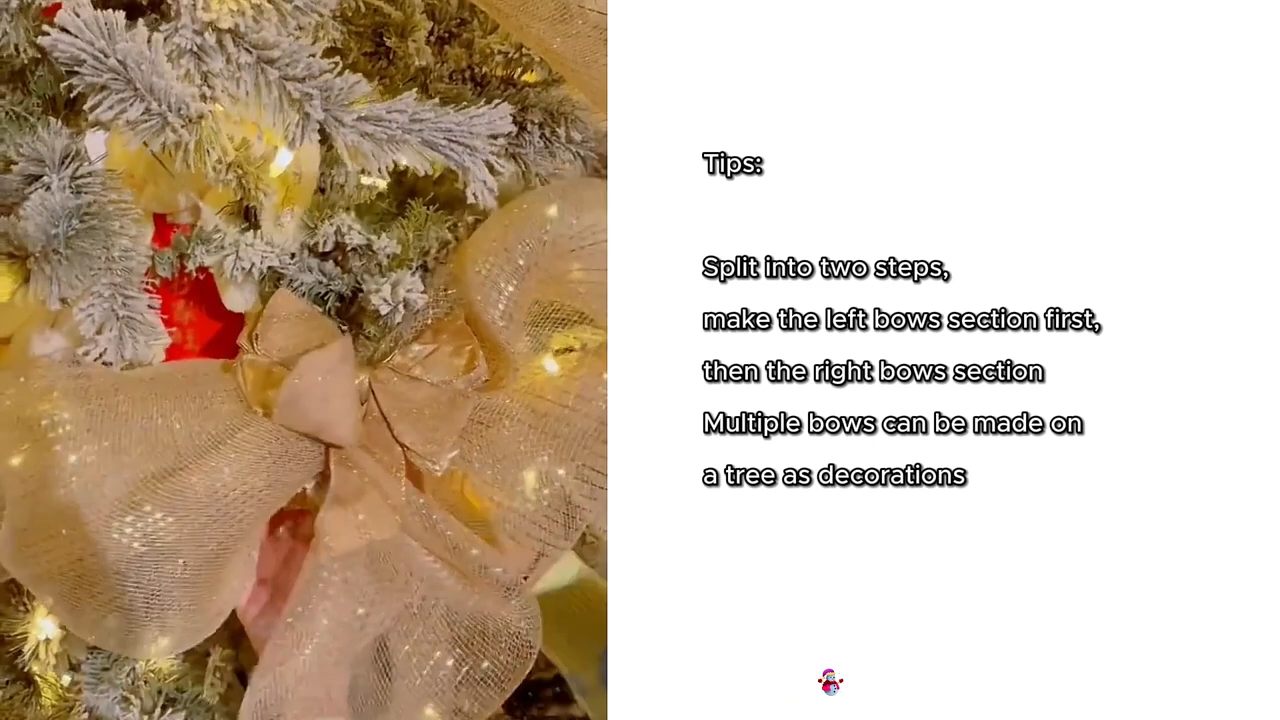 Tips:
Split into two steps,
make the left bows section first,
then the right bows section
Multiple bows can be made on
a tree as decorations